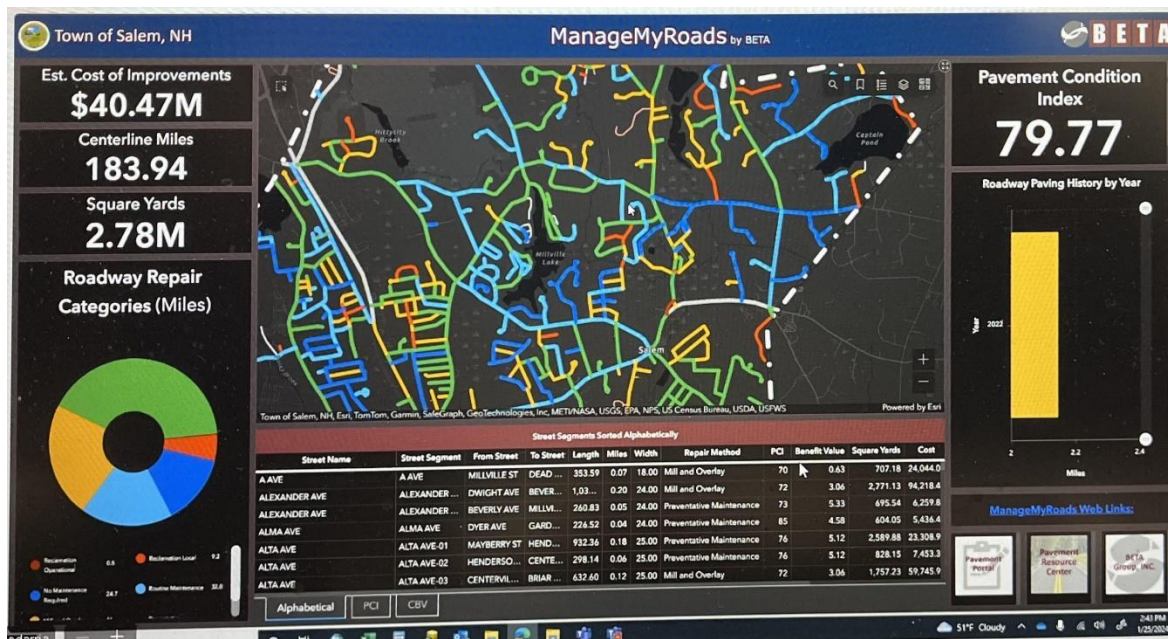 Town of Salem, NH
ManageMyRoads by BETA
BETA
Est. Cost of Improvements
$40.47M
Centerline Miles
183.94
Square Yards
2.78M
Roadway Repair
Categories (Miles)
Reclamation Operational 0.8
Reclamation Local 9.2
No Maintenance Required 24.7
Routine Maintenance 32.0
Captain Pond
Millville Lake
Salem
Town of Salem, NH, Esri, TomTom, Garmin, SafeGraph, GeoTechnologies, Inc, METI/NASA, USGS, EPA, NPS, US Census Bureau, USDA, USFWS
Powered by Esri
Pavement Condition
Index
79.77
Roadway Paving History by Year
Year
2022
2 2.2 2.4
Miles
ManageMyRoads Web Links:
Pavement Portal
Pavement Resource Center
BETA Group, INC.
Street Segments Sorted Alphabetically
Street Name Street Segment From Street To Street Length Miles Width Repair Method PCI Benefit Value Square Yards Cost
A AVE A AVE MILLVILLE ST DEAD ... 353.59 0.07 18.00 Mill and Overlay 70 0.63 707.18 24,044.0
ALEXANDER AVE ALEXANDER ... DWIGHT AVE BEVER... 1,03... 0.20 24.00 Mill and Overlay 72 3.06 2,771.13 94,218.4
ALEXANDER AVE ALEXANDER ... BEVERLY AVE MILLVI... 260.83 0.05 24.00 Preventative Maintenance 73 5.33 695.54 6,259.8
ALMA AVE ALMA AVE DYER AVE GARD... 226.52 0.04 24.00 Preventative Maintenance 85 4.58 604.05 5,436.4
ALTA AVE ALTA AVE-01 MAYBERRY ST HEND... 932.36 0.18 25.00 Preventative Maintenance 76 5.12 2,589.88 23,308.9
ALTA AVE ALTA AVE-02 HENDERSO... CENTE... 298.14 0.06 25.00 Preventative Maintenance 76 5.12 828.15 7,453.3
ALTA AVE ALTA AVE-03 CENTERVIL... BRIAR ... 632.60 0.12 25.00 Mill and Overlay 72 3.06 1,757.23 59,745.9
Alphabetical PCI CBV
51°F Cloudy
2:43 PM